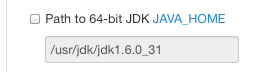 Path to 64-bit JDK JAVA_HOME
/usr/jdk/jdk1.6.0_31